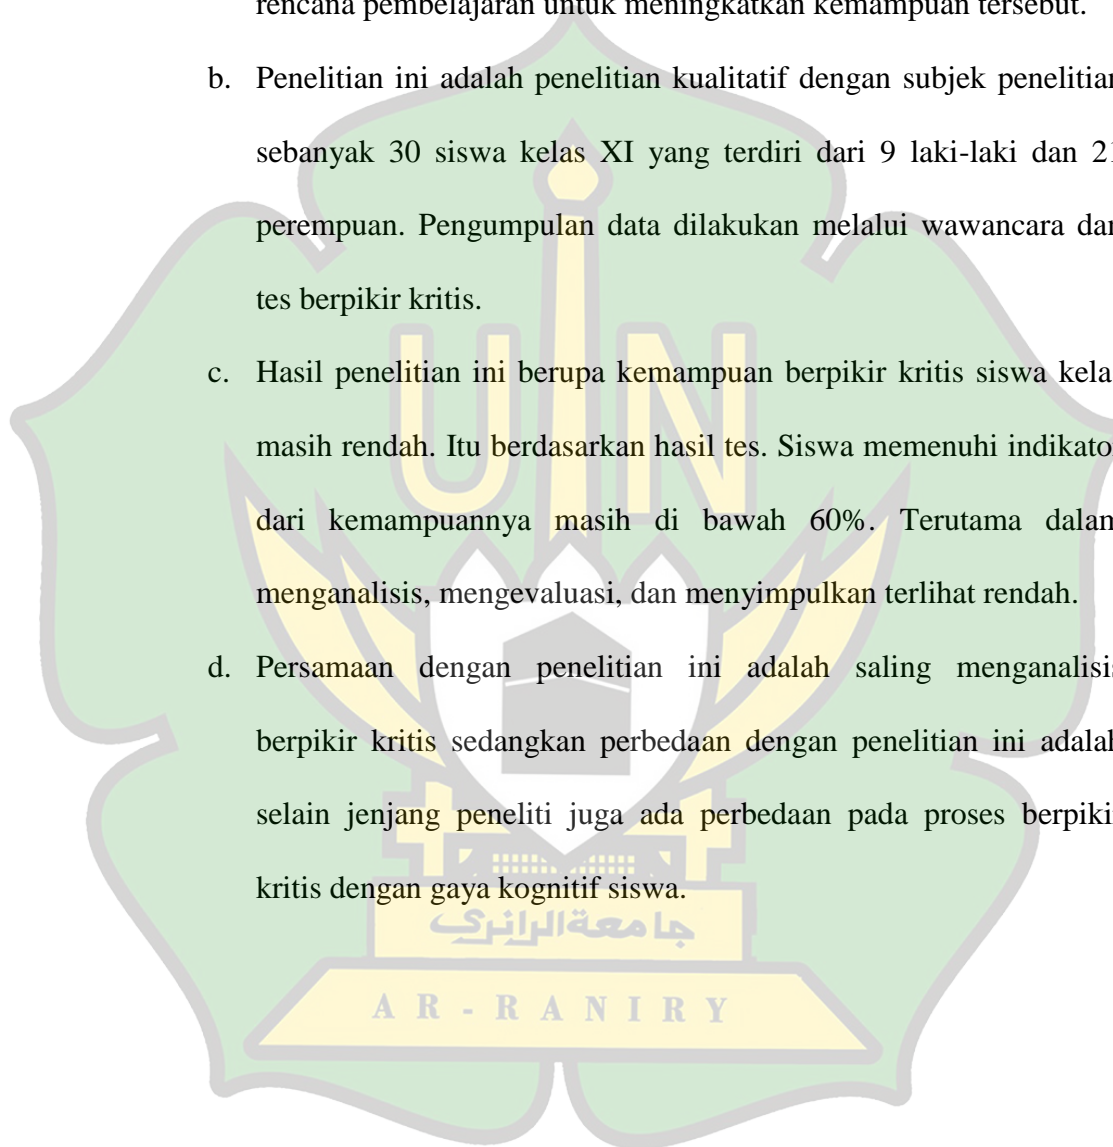 rencana pembelajaran untuk meningkatkan kemampuan tersebut.
b. Penelitian ini adalah penelitian kualitatif dengan subjek penelitian
sebanyak 30 siswa kelas XI yang terdiri dari 9 laki-laki dan 21
perempuan. Pengumpulan data dilakukan melalui wawancara dan
tes berpikir kritis.
c. Hasil penelitian ini berupa kemampuan berpikir kritis siswa kelas
masih rendah. Itu berdasarkan hasil tes. Siswa memenuhi indikator
dari kemampuannya masih di bawah 60%. Terutama dalam
menganalisis, mengevaluasi, dan menyimpulkan terlihat rendah.
d. Persamaan dengan penelitian ini adalah saling menganalisis
berpikir kritis sedangkan perbedaan dengan penelitian ini adalah
selain jenjang peneliti juga ada perbedaan pada proses berpikir
kritis dengan gaya kognitif siswa.
UIN
جامعة الرانري
AR-RANIRY